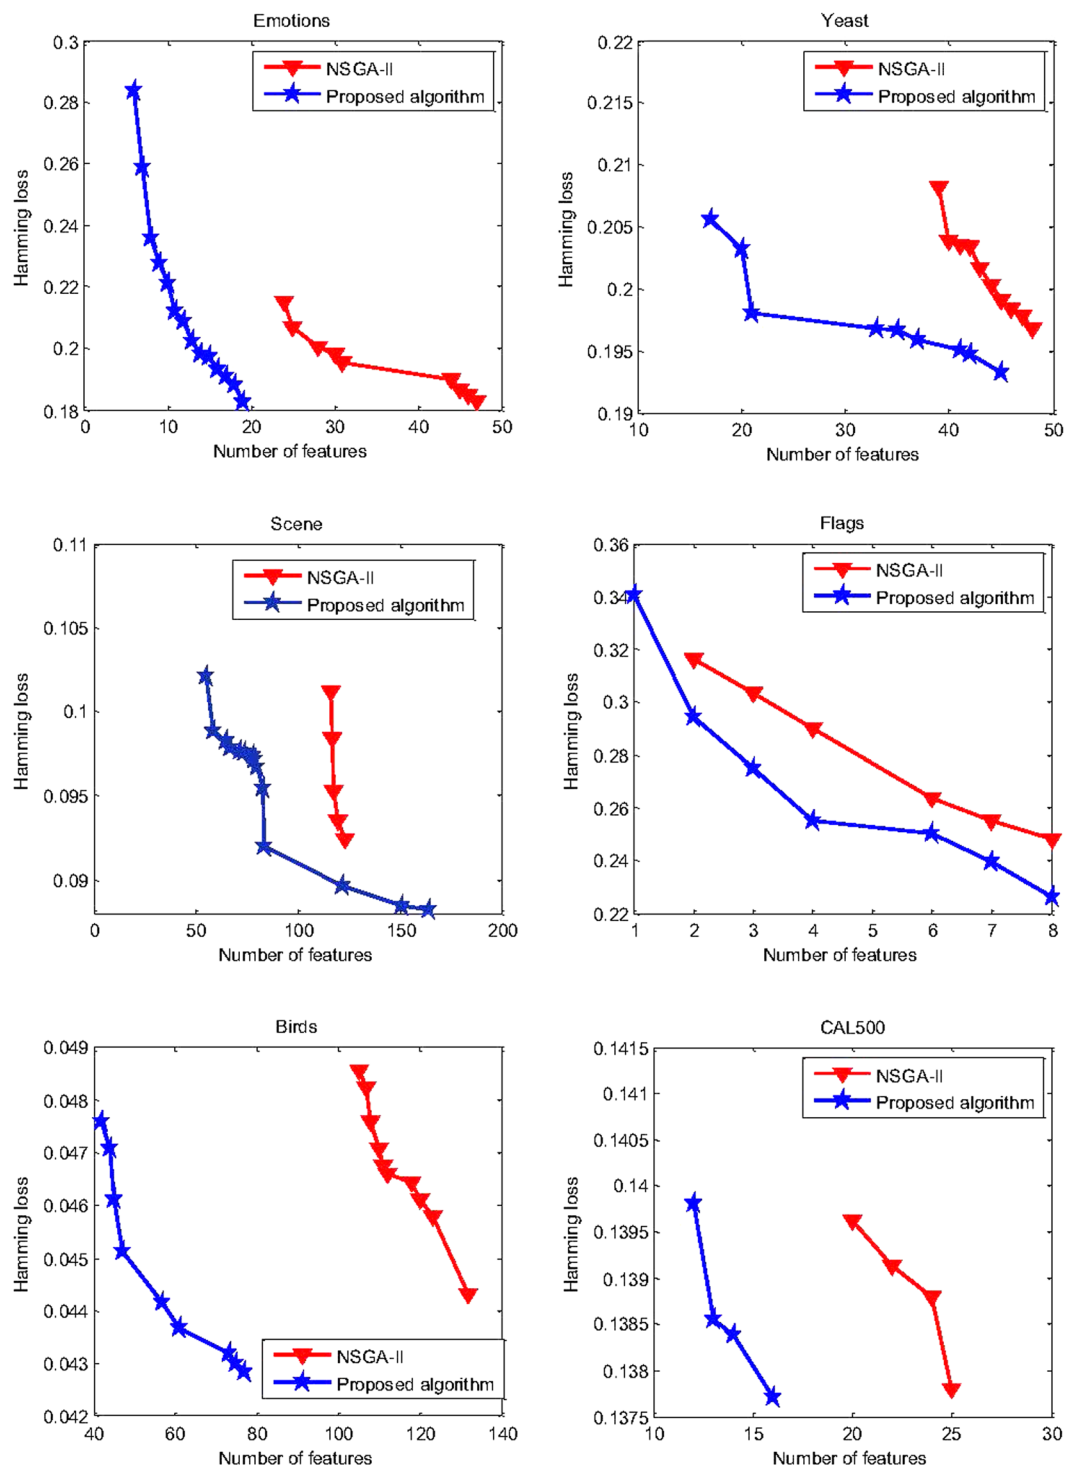 Emotions
0.3
0.28
0.26
0.24
0.22
0.2
0.18
0
10
20
30
40
50
Hamming loss
Number of features
NSGA-II
Proposed algorithm
Yeast
0.22
0.215
0.21
0.205
0.2
0.195
0.19
10
20
30
40
50
Hamming loss
Number of features
NSGA-II
Proposed algorithm
Scene
0.11
0.105
0.1
0.095
0.09
0
50
100
150
200
Hamming loss
Number of features
NSGA-II
Proposed algorithm
Flags
0.36
0.34
0.32
0.3
0.28
0.26
0.24
0.22
1
2
3
4
5
6
7
8
Hamming loss
Number of features
NSGA-II
Proposed algorithm
Birds
0.049
0.048
0.047
0.046
0.045
0.044
0.043
0.042
40
60
80
100
120
140
Hamming loss
Number of features
NSGA-II
Proposed algorithm
CAL500
0.1415
0.141
0.1405
0.14
0.1395
0.139
0.1385
0.138
0.1375
10
15
20
25
30
Hamming loss
Number of features
NSGA-II
Proposed algorithm